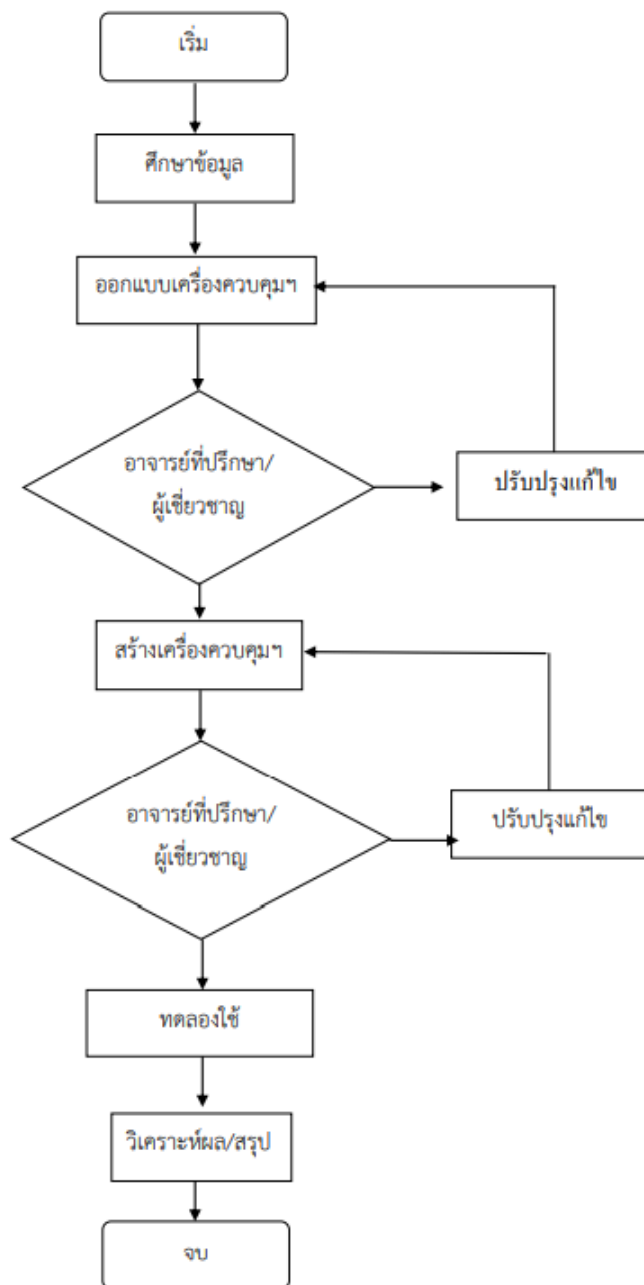 เริ่ม
ศึกษาข้อมูล
ออกแบบเครื่องควบคุมฯ
อาจารย์ที่ปรึกษา/
ผู้เชี่ยวชาญ
ปรับปรุงแก้ไข
สร้างเครื่องควบคุมฯ
อาจารย์ที่ปรึกษา/
ผู้เชี่ยวชาญ
ปรับปรุงแก้ไข
ทดลองใช้
วิเคราะห์ผล/สรุป
จบ